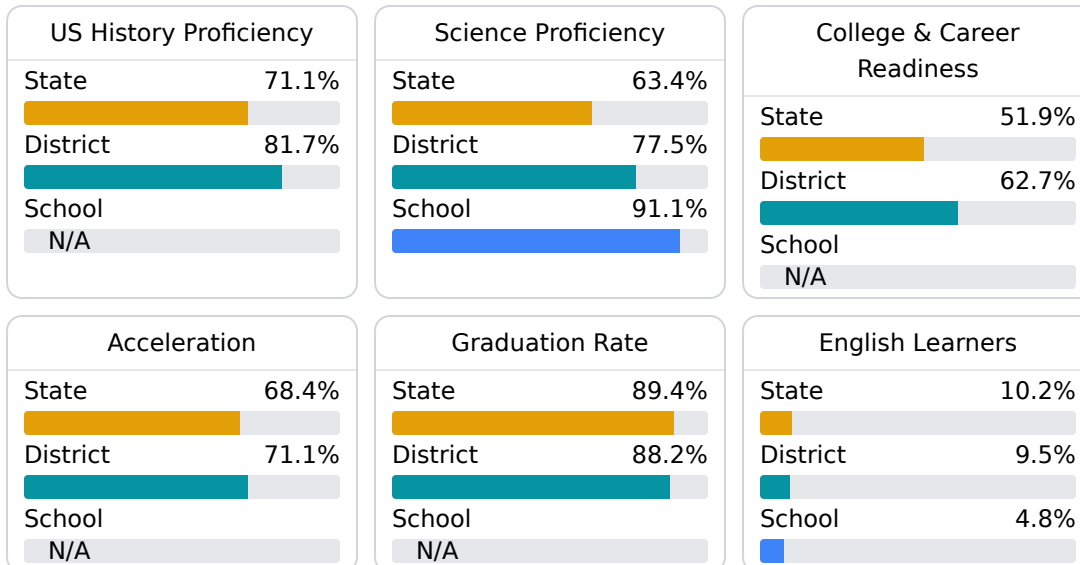 US History Proficiency
State 71.1%
District 81.7%
School
N/A
Science Proficiency
State 63.4%
District 77.5%
School 91.1%
College & Career
Readiness
State 51.9%
District 62.7%
School
N/A
Acceleration
State 68.4%
District 71.1%
School
N/A
Graduation Rate
State 89.4%
District 88.2%
School
N/A
English Learners
State 10.2%
District 9.5%
School 4.8%